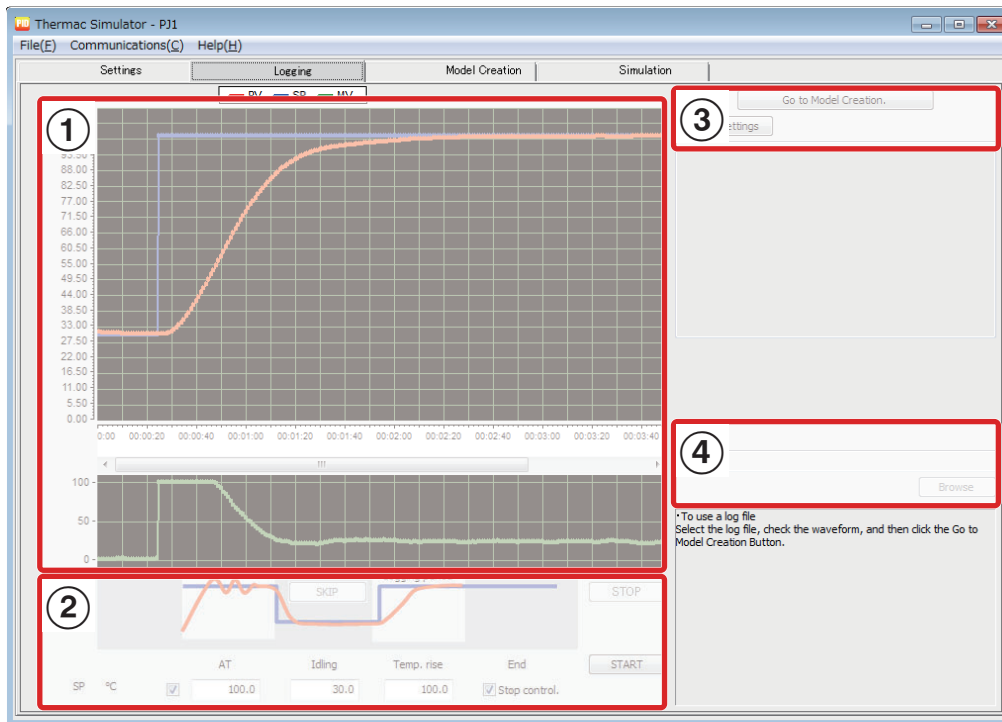 PID Thermac Simulator - PJ1
File(F) Communications(C) Help(H)
Settings Logging Model Creation Simulation
PV SP MV
1
93.50
88.00
82.50
77.00
71.50
66.00
60.50
55.00
49.50
44.00
38.50
33.00
27.50
22.00
16.50
11.00
5.50
0.00
0:00 00:00:20 00:00:40 00:01:00 00:01:20 00:01:40 00:02:00 00:02:20 00:02:40 00:03:00 00:03:20 00:03:40
100
50
0
2
SKIP STOP
AT Idling Temp. rise End START
SP °C 100.0 30.0 100.0 Stop control.
3
Go to Model Creation.
ettings
4
Browse
•To use a log file
Select the log file, check the waveform, and then click the Go to
Model Creation Button.